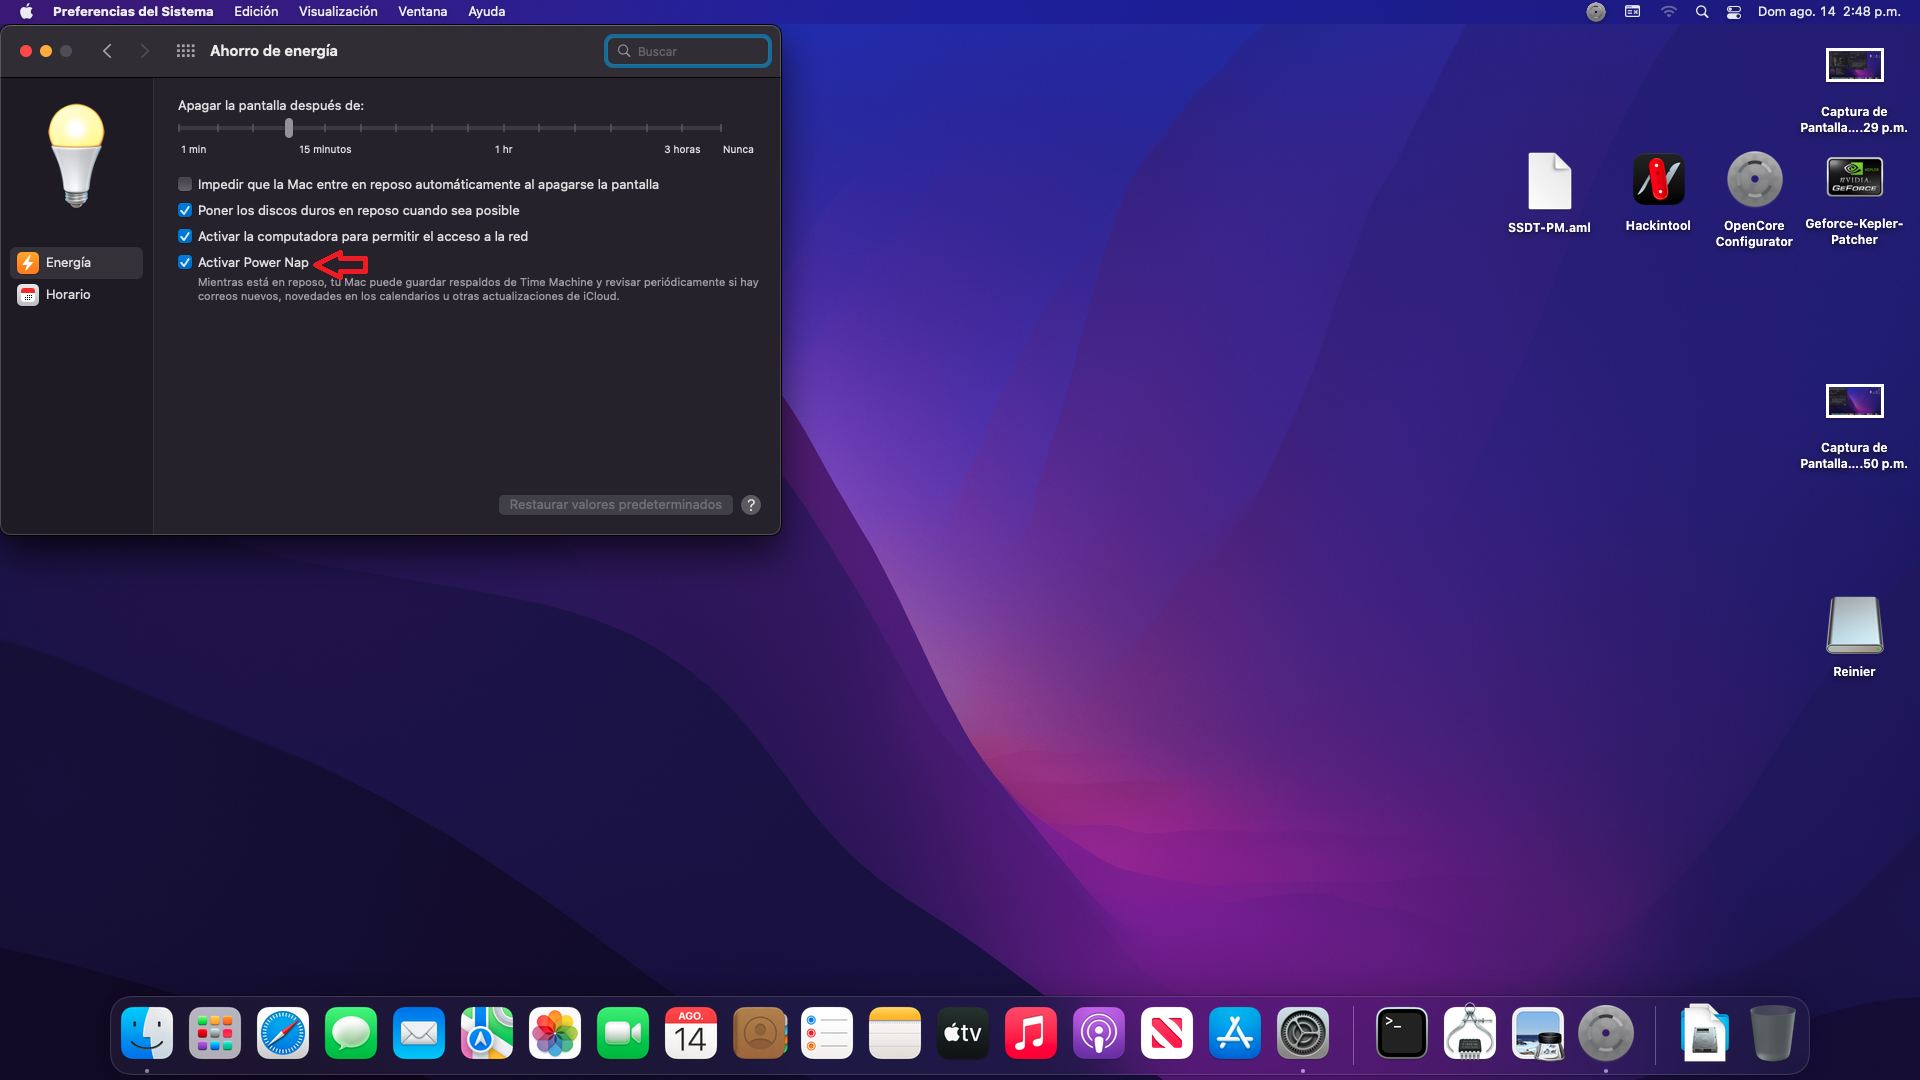 Preferencias del Sistema Edición Visualización Ventana Ayuda
Dom ago. 14 2:48 p.m.
Ahorro de energía
Buscar
Apagar la pantalla después de:
1 min 15 minutos 1 hr 3 horas Nunca
Impedir que la Mac entre en reposo automáticamente al apagarse la pantalla
Poner los discos duros en reposo cuando sea posible
Activar la computadora para permitir el acceso a la red
Activar Power Nap
Mientras está en reposo, tu Mac puede guardar respaldos de Time Machine y revisar periódicamente si hay
correos nuevos, novedades en los calendarios u otras actualizaciones de iCloud.
Energía
Horario
Restaurar valores predeterminados ?
Captura de
Pantalla....29 p.m.
SSDT-PM.aml
Hackintool
OpenCore
Configurator
NVIDIA
GEFORCE
Geforce-Kepler-
Patcher
Captura de
Pantalla....50 p.m.
Reinier
AGO.
14
tv
>_